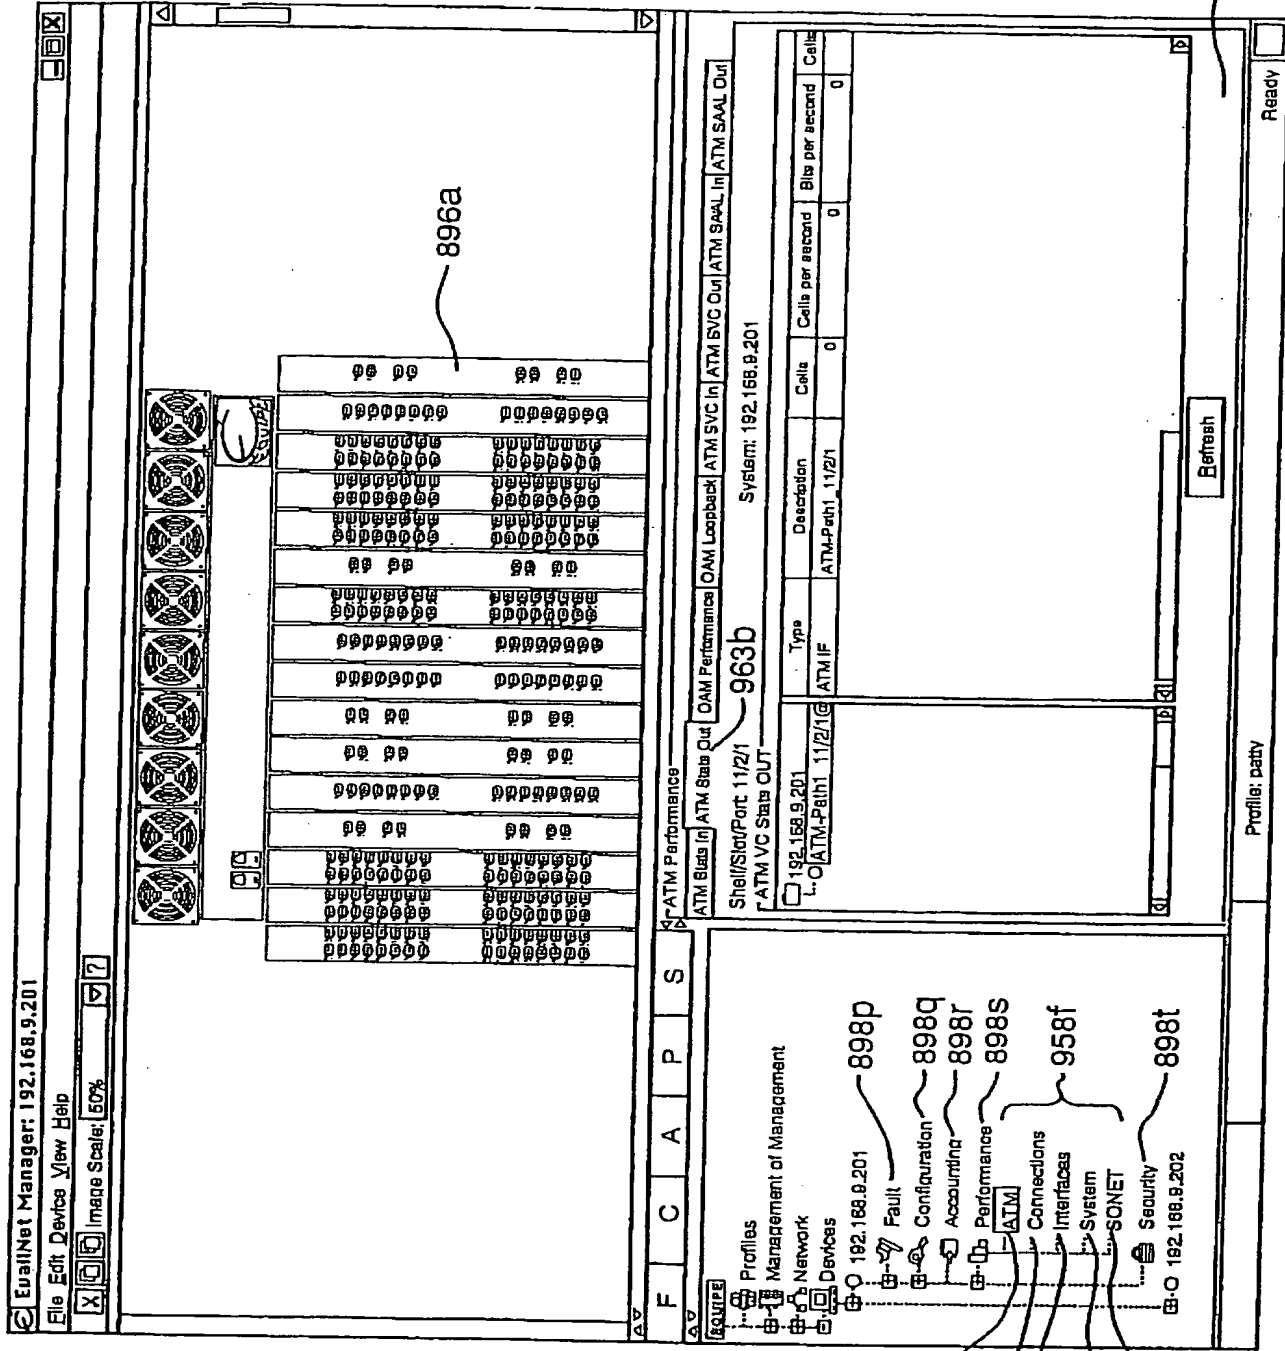 EuallNet Manager: 192.168.9.201
File Edit Device View Help
Image Scale: 50% ?
896a
F C A P S
EQUIPE
Profiles
Management of Management
Network
Devices
192.168.9.201
Fault
Configuration
Accounting
Performance
ATM
Connections
Interfaces
System
SONET
Security
192.168.9.202
898p
898q
898r
898s
958f
898t
ATM Performance
ATM Stats In ATM Stats Out OAM Performance OAM Loopback ATM SVC In ATM SVC Out ATM SAAL In ATM SAAL Out
Shelf/Slot/Port: 11/2/1 963b System: 192.168.9.201
ATM VC Stats OUT
192.168.9.201
ATM-Path1_11/2/1@
Type Description Cells Cells per second Bits per second Cells
ATM IF ATM-Path1_11/2/1 0 0 0
Refresh
Profile: patty Ready